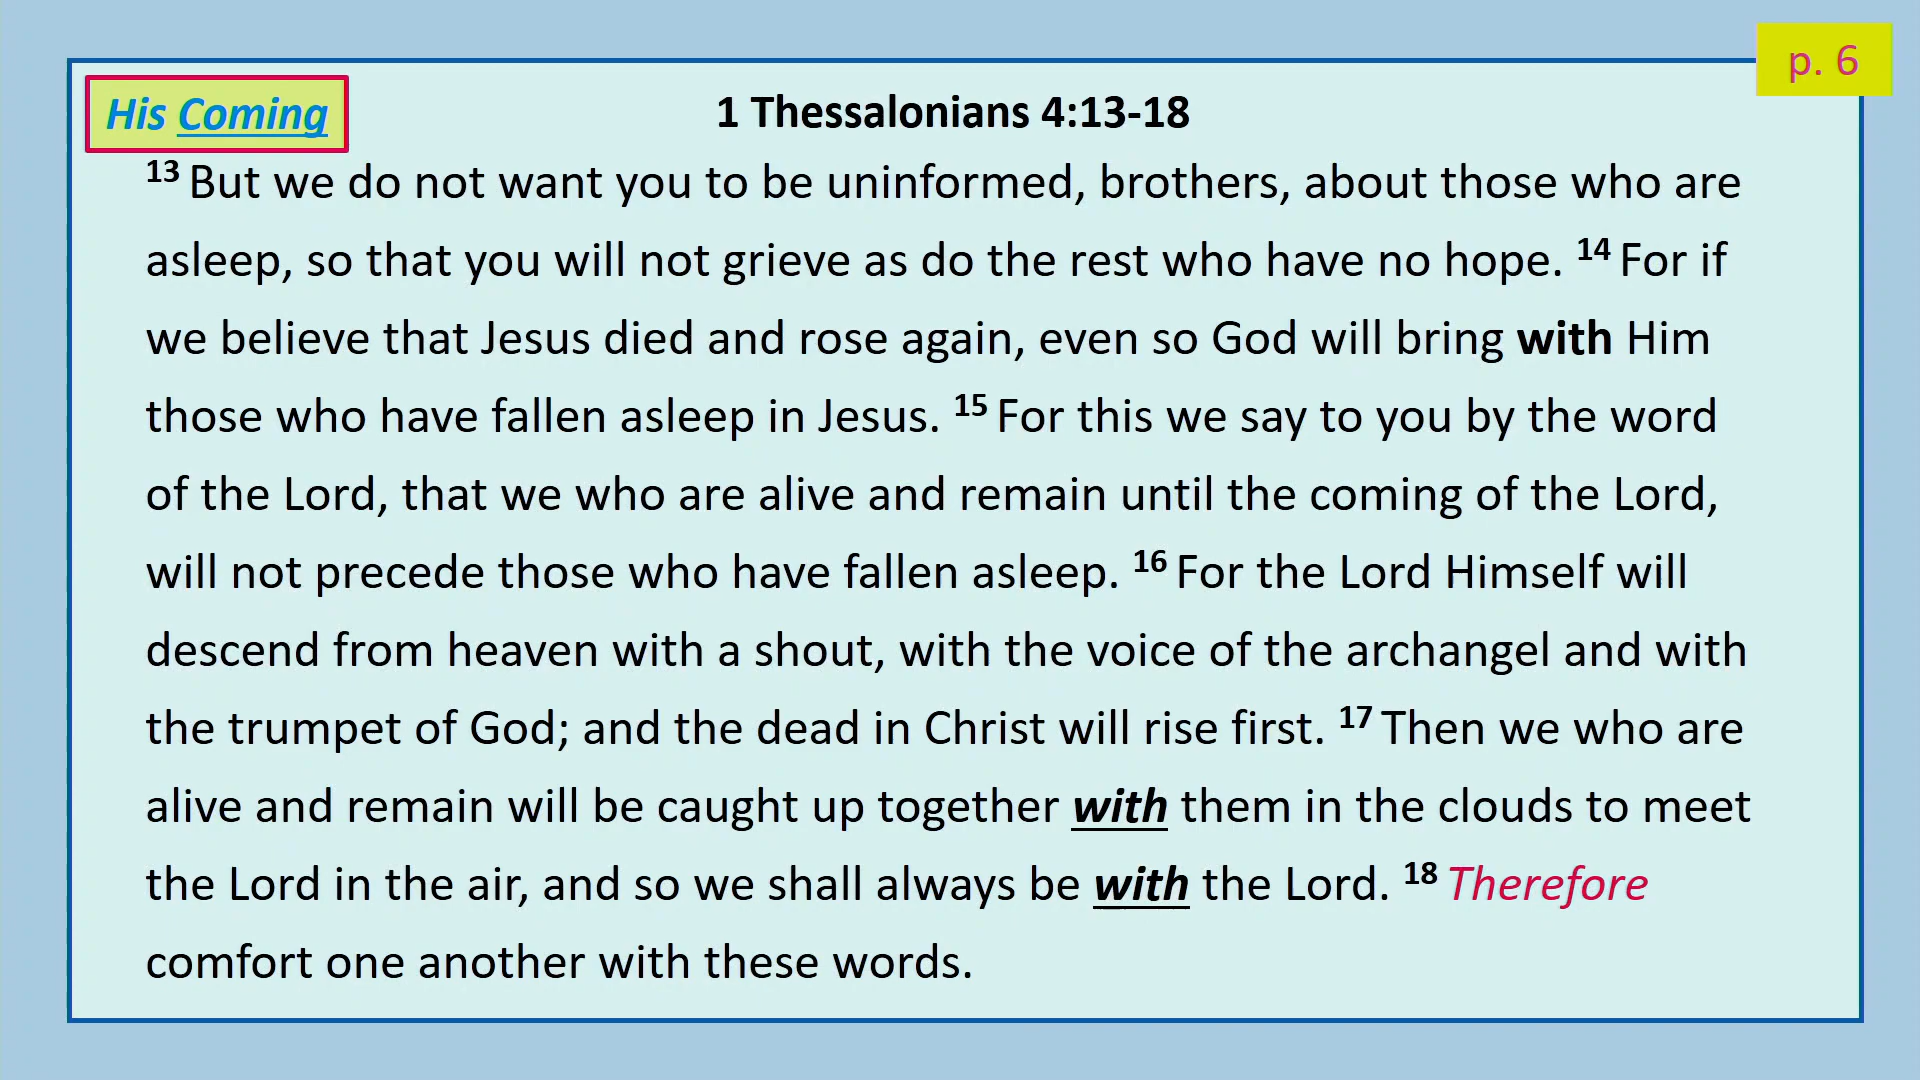 p. 6
His Coming
1 Thessalonians 4:13-18
13 But we do not want you to be uninformed, brothers, about those who are
asleep, so that you will not grieve as do the rest who have no hope. 14 For if
we believe that Jesus died and rose again, even so God will bring with Him
those who have fallen asleep in Jesus. 15 For this we say to you by the word
of the Lord, that we who are alive and remain until the coming of the Lord,
will not precede those who have fallen asleep. 16 For the Lord Himself will
descend from heaven with a shout, with the voice of the archangel and with
the trumpet of God; and the dead in Christ will rise first. 17 Then we who are
alive and remain will be caught up together with them in the clouds to meet
the Lord in the air, and so we shall always be with the Lord. 18 Therefore
comfort one another with these words.